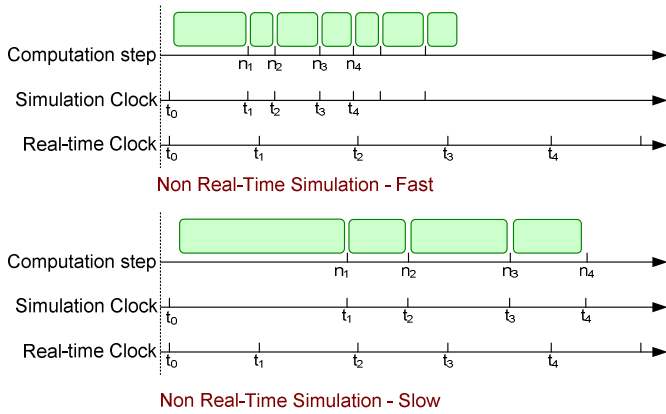 Computation step
n1 n2 n3 n4
Simulation Clock
t0 t1 t2 t3 t4
Real-time Clock
t0 t1 t2 t3 t4
Non Real-Time Simulation - Fast
Computation step
n1 n2 n3 n4
Simulation Clock
t0 t1 t2 t3 t4
Real-time Clock
t0 t1 t2 t3 t4
Non Real-Time Simulation - Slow